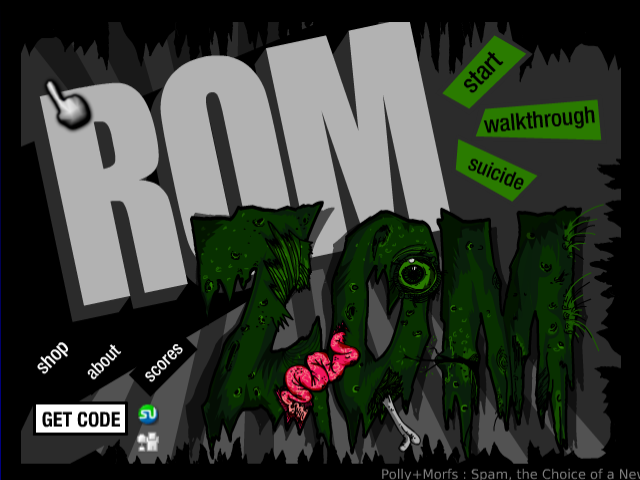 ROM
ZOM
start
walkthrough
suicide
shop
about
scores
GET CODE
Polly+Morfs : Spam, the Choice of a Ne